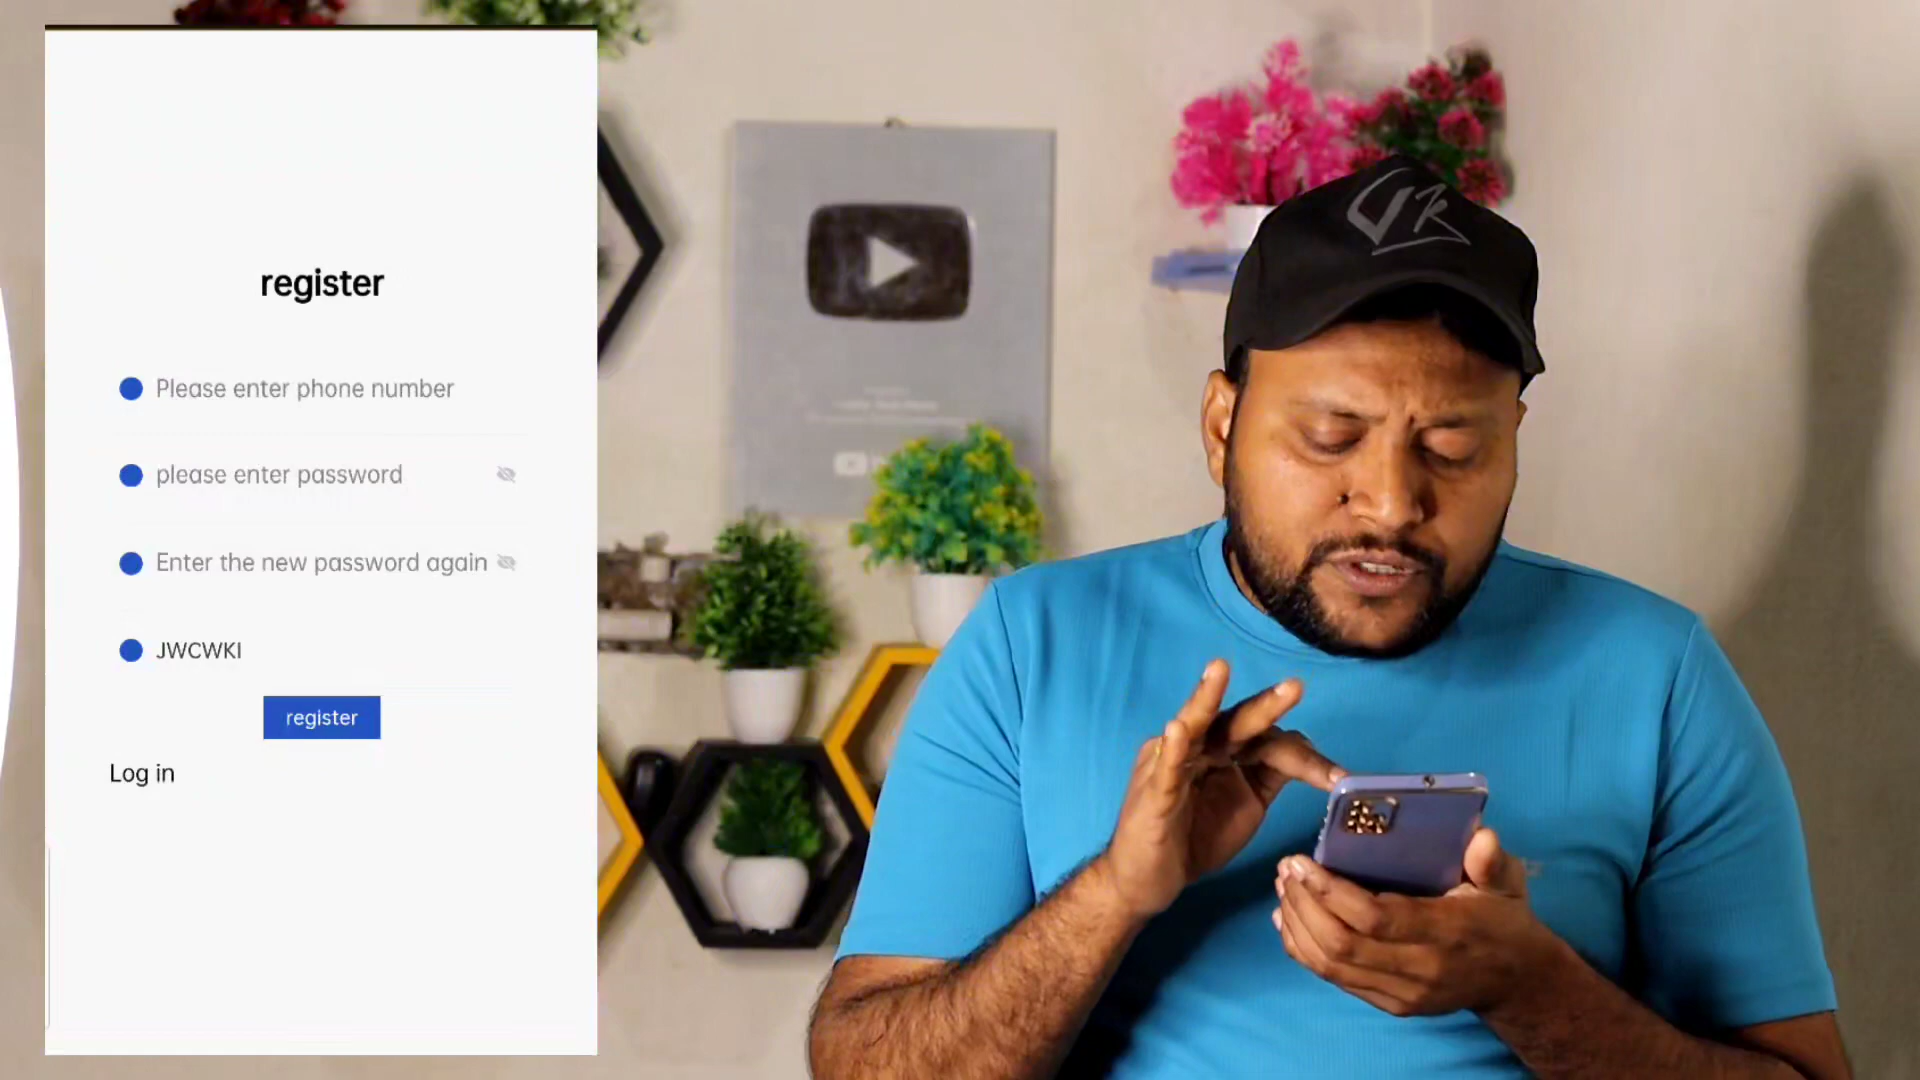 register
Please enter phone number
please enter password
Enter the new password again
JWCWKI
register
Log in